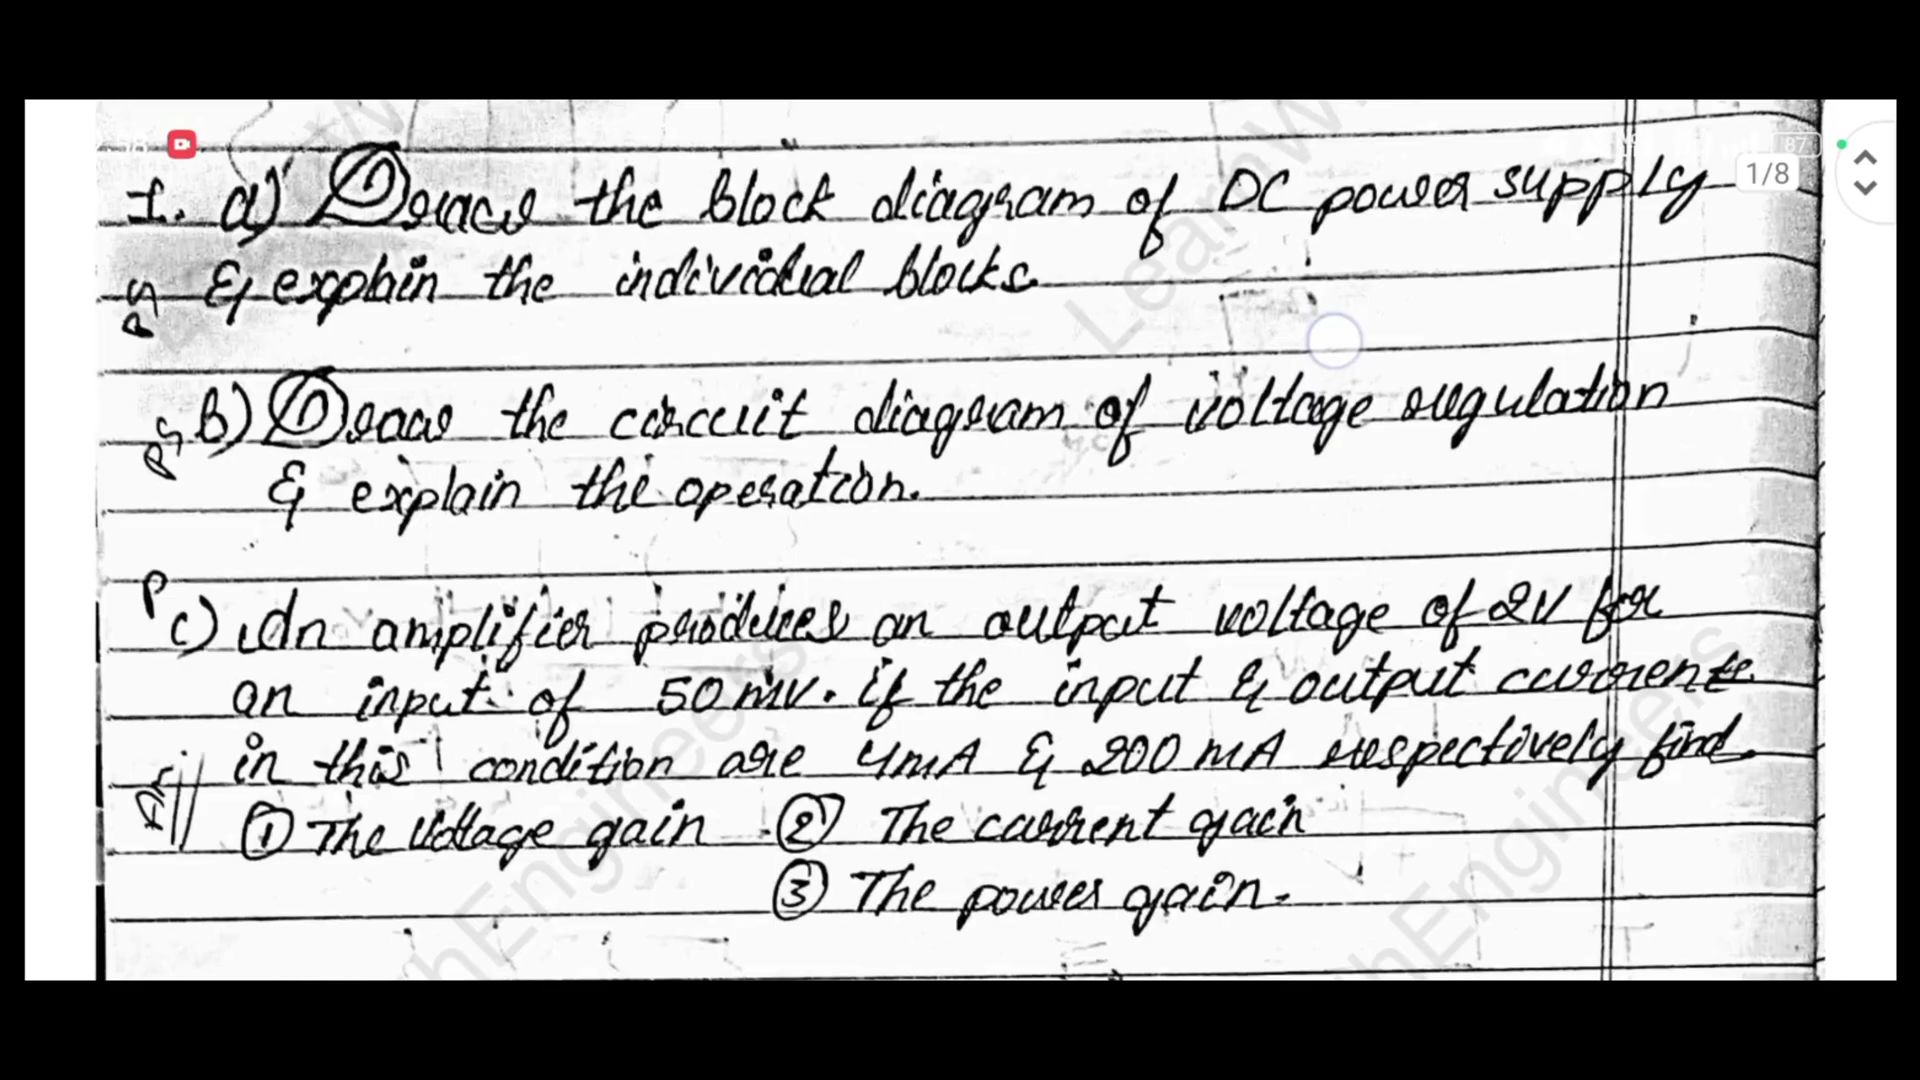 1/8
87
1. a) Draw the block diagram of DC power supply
& explain the individual blocks.
b) Draw the circuit diagram of voltage regulation
& explain the operation.
P
c) An amplifier produces an output voltage of 2V for
an input of 50mv. if the input & output currents
in this condition are 4mA & 200 mA respectively find.
① The Voltage gain ② The current gain
③ The power gain.